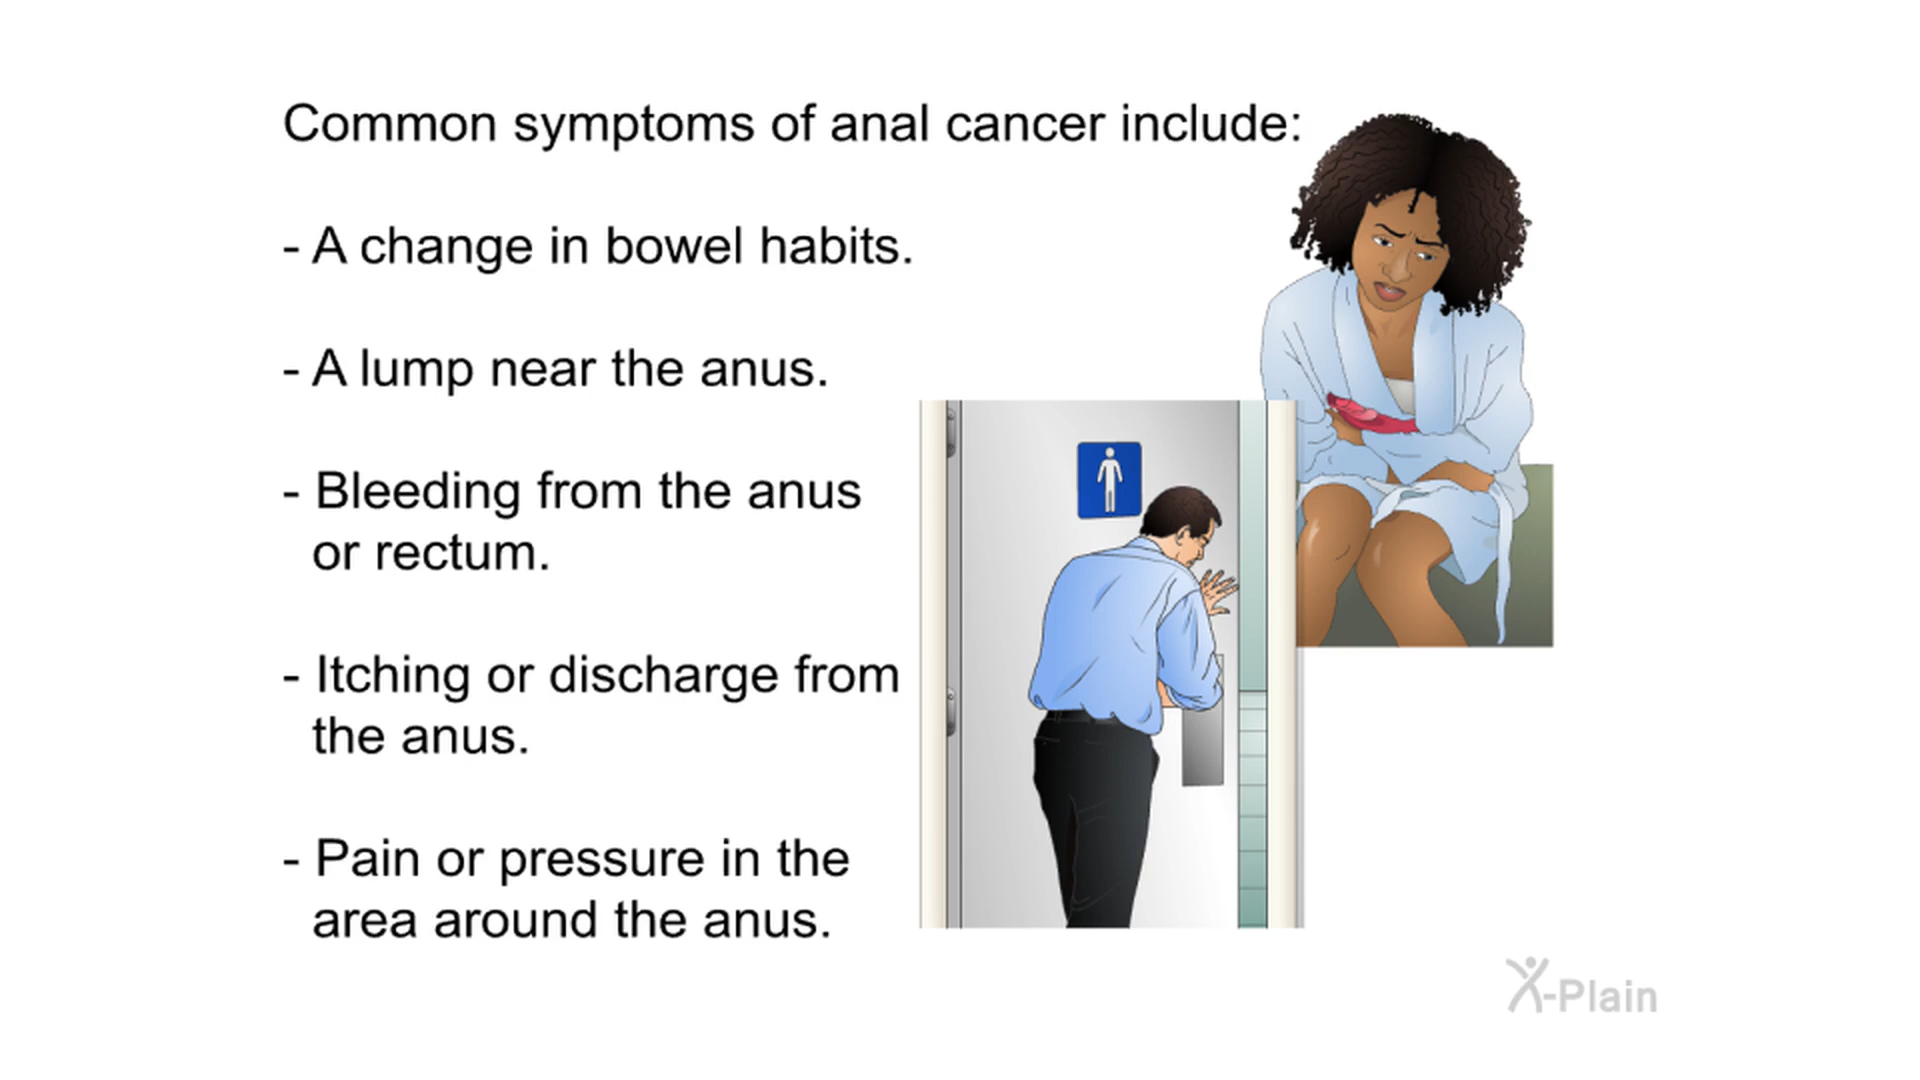 Common symptoms of anal cancer include:
- A change in bowel habits.
- A lump near the anus.
- Bleeding from the anus
or rectum.
- Itching or discharge from
the anus.
- Pain or pressure in the
area around the anus.
X-Plain